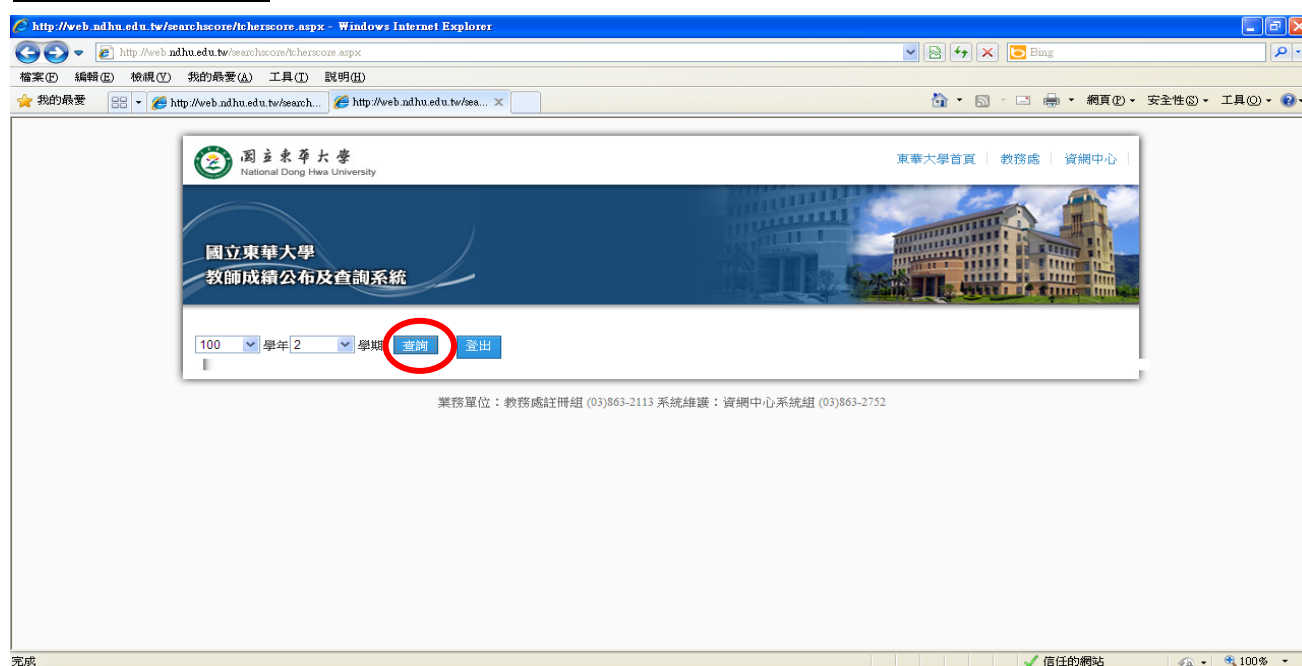 http://web.ndhu.edu.tw/searchscore/tcherscore.aspx - Windows Internet Explorer
http://web.ndhu.edu.tw/searchscore/tcherscore.aspx Bing
檔案(F) 編輯(E) 檢視(V) 我的最愛(A) 工具(T) 說明(H)
我的最愛 http://web.ndhu.edu.tw/search... http://web.ndhu.edu.tw/sea... 網頁(P) 安全性(S) 工具(O)
國立東華大學
National Dong Hwa University
東華大學首頁 教務處 資網中心
國立東華大學
教師成績公布及查詢系統
100 學年 2 學期 查詢 登出
業務單位：教務處註冊組 (03)863-2113 系統維護：資網中心系統組 (03)863-2752
完成 信任的網站 100%